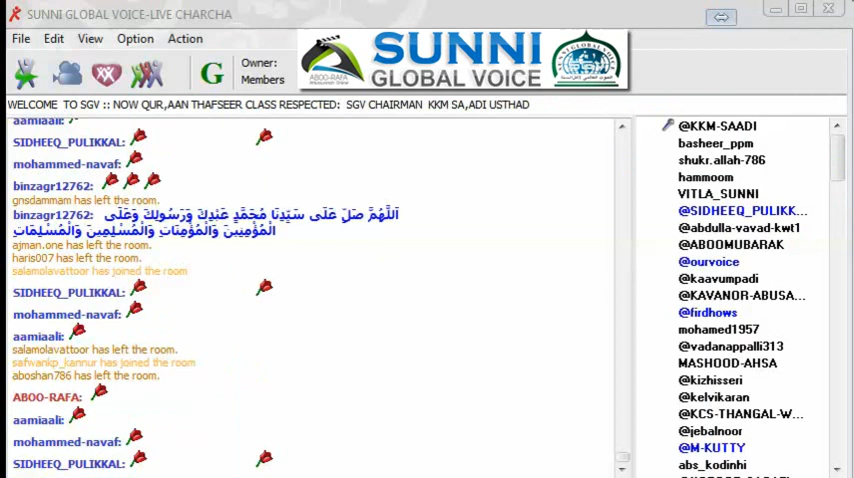 SUNNI GLOBAL VOICE-LIVE CHARCHA
File Edit View Option Action
SUNNI
GLOBAL VOICE
ABOO-RAFA
G
Owner:
Members
WELCOME TO SGV :: NOW QUR,AAN THAFSEER CLASS RESPECTED: SGV CHAIRMAN KKM SA,ADI USTHAD
aamiaali:
SIDHEEQ_PULIKKAL:
mohammed-navaf:
binzagr12762:
gnsdammam has left the room.
binzagr12762: اَللَّهُمَّ صَلِّ عَلَى سَيِّدِنَا مُحَمَّدٍ عَبْدِكَ وَرَسُولِكَ وَعَلَى
الْمُؤْمِنِينَ وَالْمُؤْمِنَاتِ وَالْمُسْلِمِينَ وَالْمُسْلِمَاتِ
ajman.one has left the room.
haris007 has left the room.
salamolavattoor has joined the room
SIDHEEQ_PULIKKAL:
mohammed-navaf:
aamiaali:
salamolavattoor has left the room.
safwankp_kannur has joined the room
aboshan786 has left the room.
ABOO-RAFA:
aamiaali:
mohammed-navaf:
SIDHEEQ_PULIKKAL:
@KKM-SAADI
basheer_ppm
shukr.allah-786
hammoom
VITLA_SUNNI
@SIDHEEQ_PULIKK...
@abdulla-vavad-kwt1
@ABOOMUBARAK
@ourvoice
@kaavumpadi
@KAVANOR-ABUSA...
@firdhows
mohamed1957
@vadanappalli313
MASHOOD-AHSA
@kizhisseri
@kelvikaran
@KCS-THANGAL-W...
@jebalnoor
@M-KUTTY
abs_kodinhi